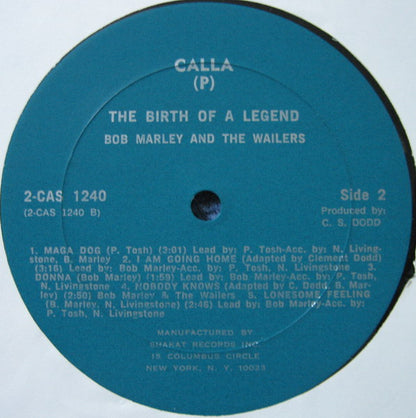 CALLA
(P)
THE BIRTH OF A LEGEND
BOB MARLEY AND THE WAILERS
2-CAS 1240
(2-CAS 1240 B)
Side 2
Produced by:
C. S. DODD
1. MAGA DOG (P. Tosh) (3:01) Lead by: P. Tosh-Acc. by: N. Living-
stone, B. Marley 2. I AM GOING HOME (Adapted by Clement Dodd)
(3:16) Lead by: Bob Marley-Acc. by: P. Tosh, N. Livingstone 3.
DONNA (Bob Marley) (1:59) Lead by: Bob Marley-Acc. by: P. Tosh,
N. Livingstone 4. NOBODY KNOWS (Adapted by C. Dodd, B. Mar-
ley) (2:50) Bob Marley & The Wailers 5. LONESOME FEELING
(B. Marley, N. Livingstone) (2:46) Lead by: Bob Marley-Acc. by:
P. Tosh, N. Livingstone
MANUFACTURED BY
SHAKAT RECORDS INC.
15 COLUMBUS CIRCLE
NEW YORK, N. Y. 10023